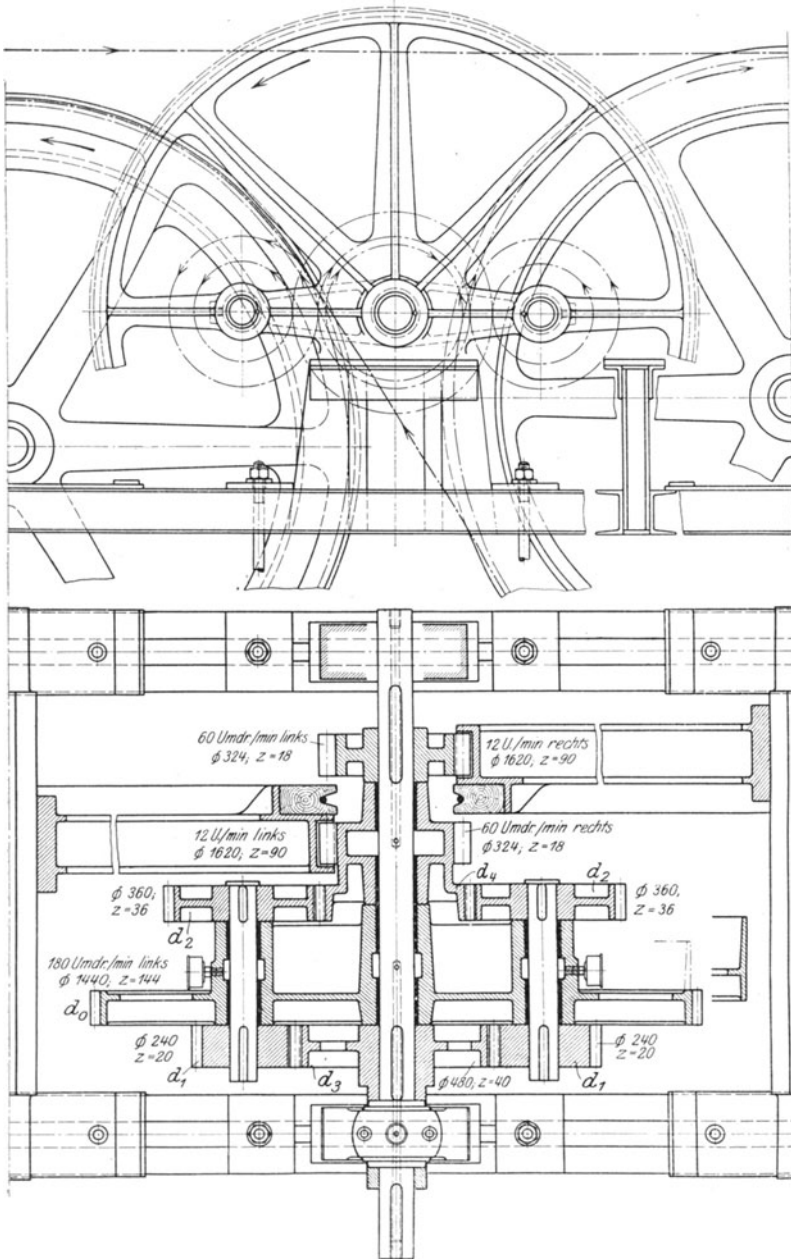 60 Umdr./min links
ϕ 324; z = 18
12 U./min rechts
ϕ 1620, z = 90
12 U/min links
ϕ 1620; z = 90
60 Umdr./min rechts
ϕ 324; z = 18
ϕ 360;
z = 36
d₂
d₄
d₂
ϕ 360,
z = 36
180 Umdr./min links
ϕ 1440; z = 144
d₀
ϕ 240
z = 20
d₁
d₃
ϕ 480, z = 40
ϕ 240
z = 20
d₁